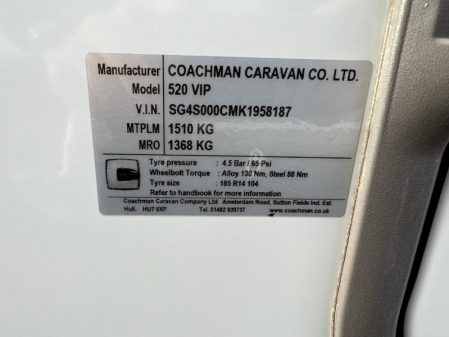 Manufacturer COACHMAN CARAVAN CO. LTD.
Model 520 VIP
V.I.N. SG4S000CMK1958187
MTPLM 1510 KG
MRO 1368 KG
Tyre pressure : 4.5 Bar / 65 Psi
Wheelbolt Torque : Alloy 130 Nm, Steel 88 Nm
Tyre size : 185 R14 104
Refer to handbook for more information
Coachman Caravan Company Ltd. Amsterdam Road, Sutton Fields Ind. Est.
Hull. HU7 0XF Tel. 01482 839737 www.coachman.co.uk